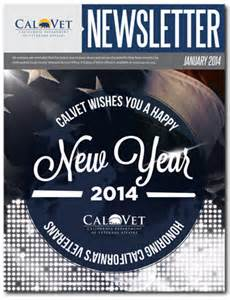 CALVET
CALIFORNIA DEPARTMENT
OF VETERANS AFFAIRS
NEWSLETTER
JANUARY 2014
CALVET WISHES YOU A HAPPY
New Year
2014
CALVET
CALIFORNIA DEPARTMENT
OF VETERANS AFFAIRS
HONORING CALIFORNIA'S VETERANS